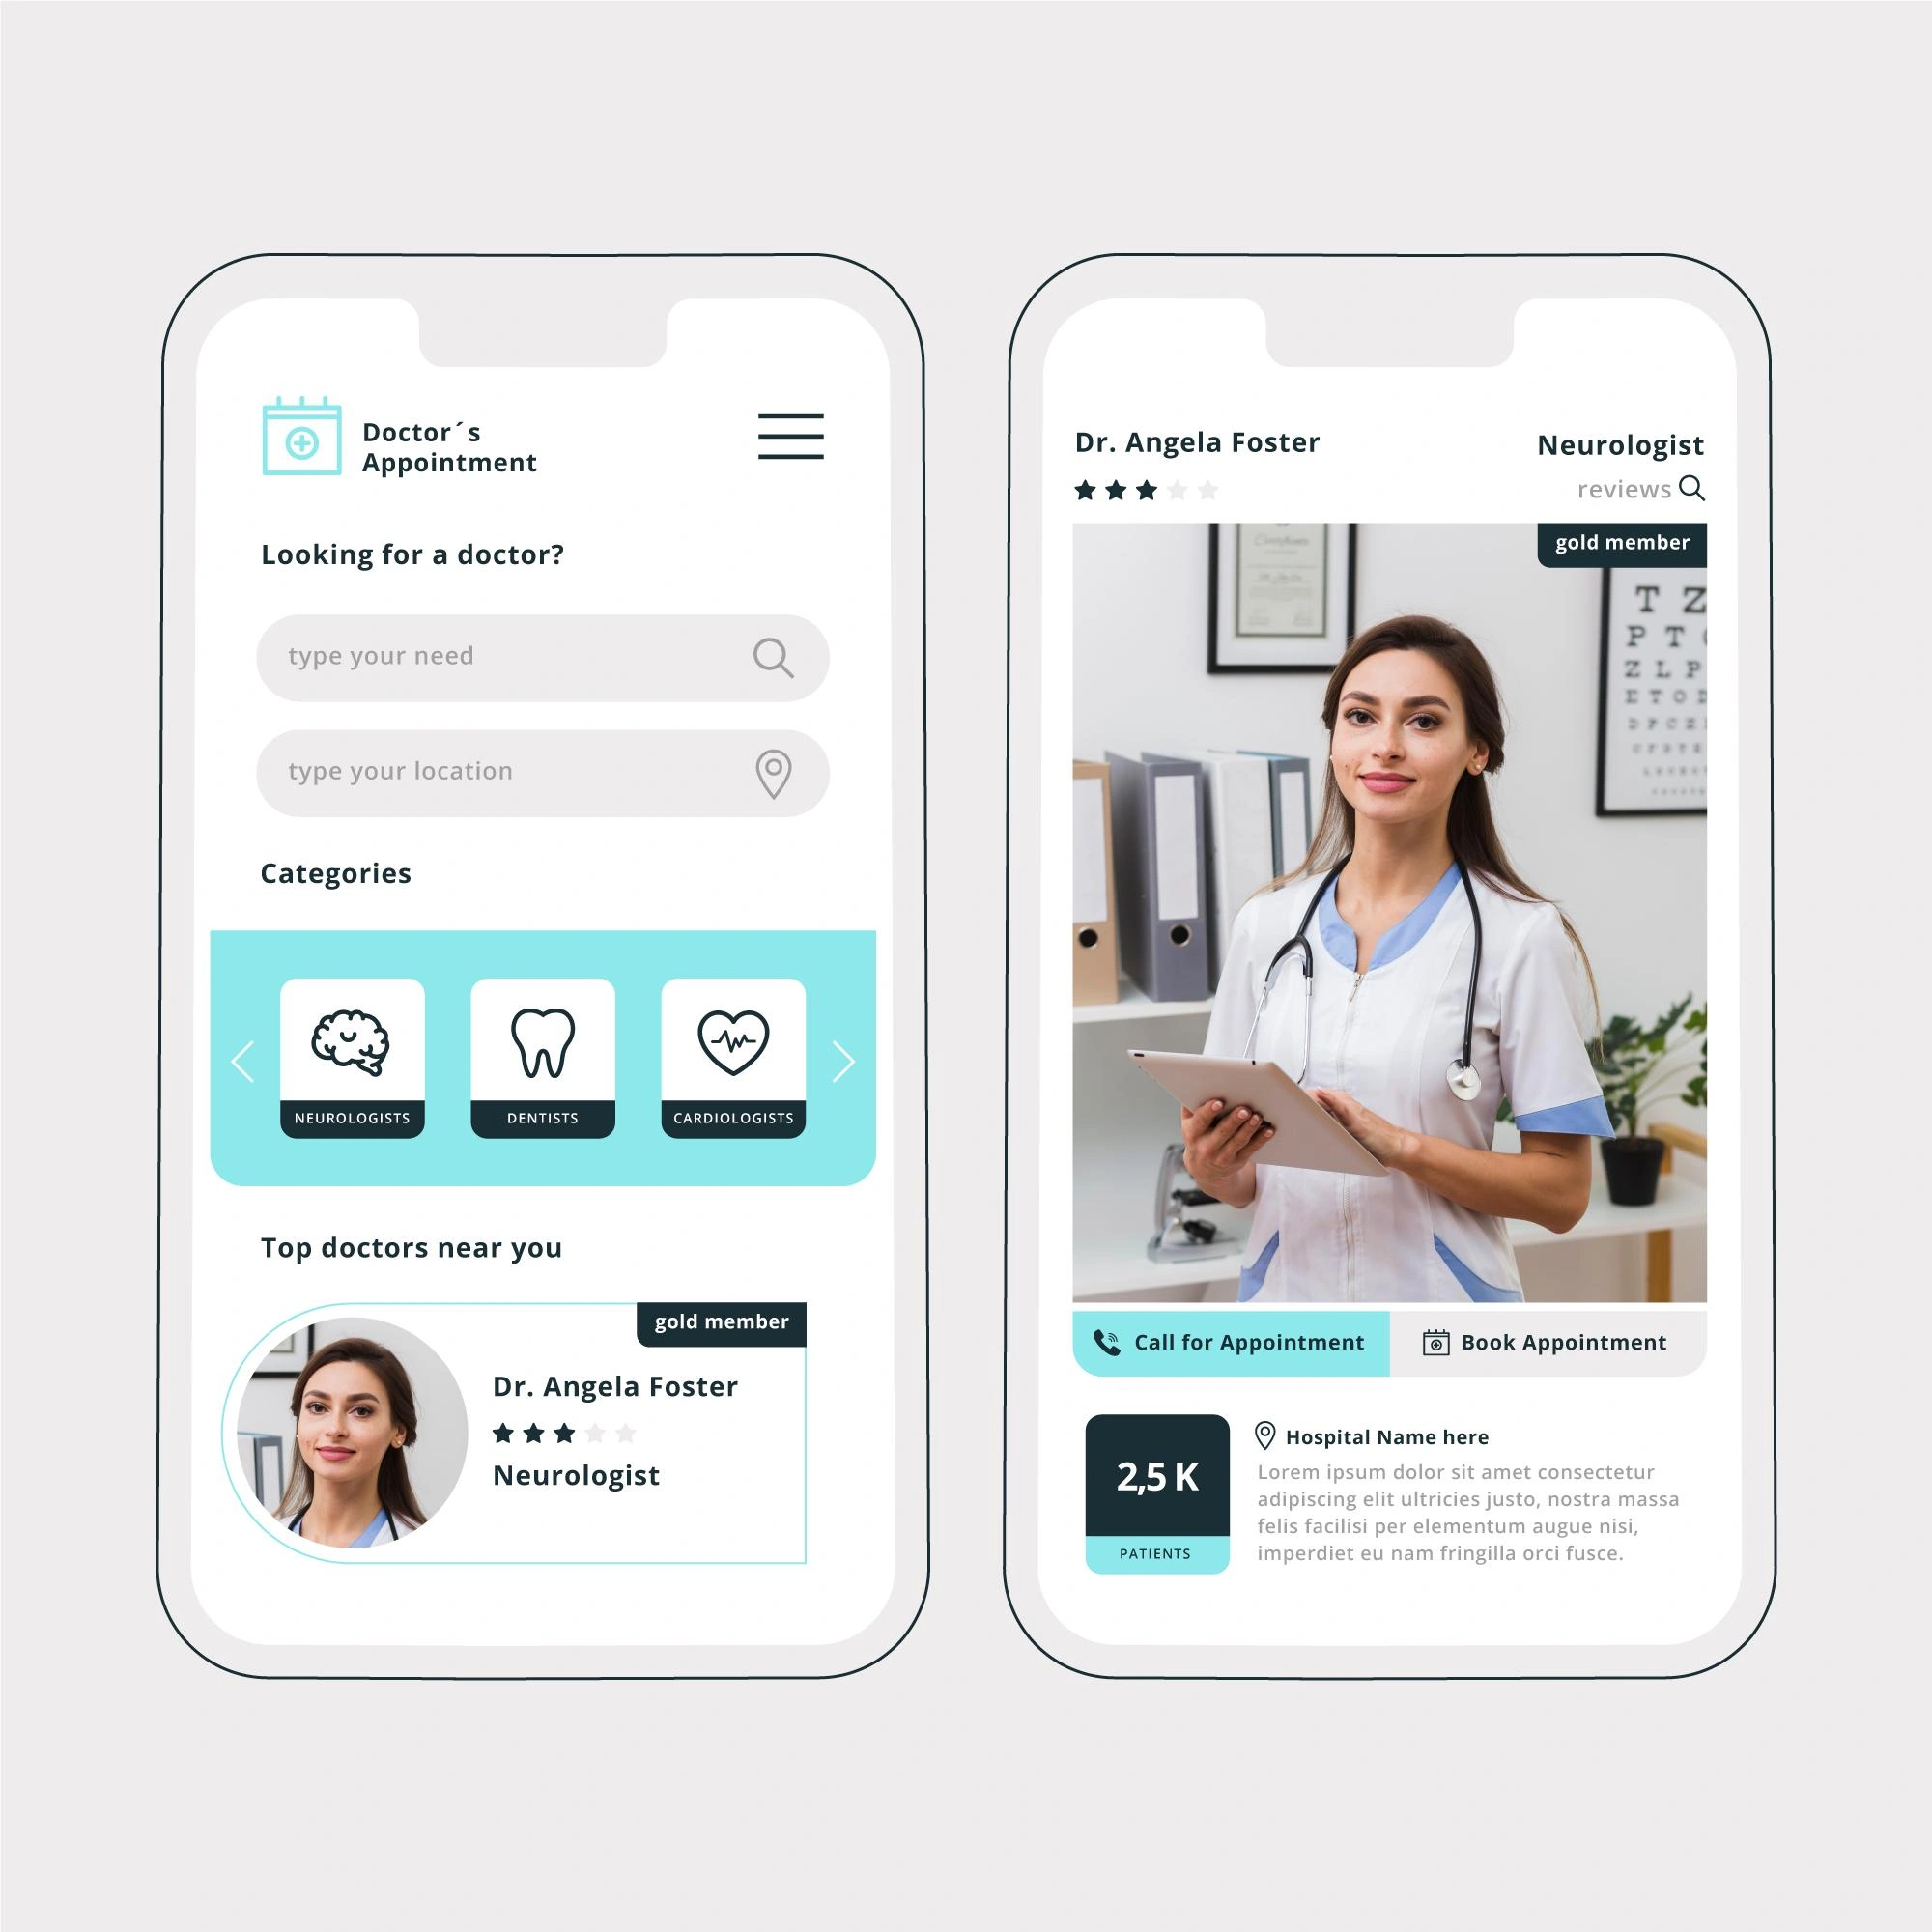 Doctor´s
Appointment
Looking for a doctor?
type your need
type your location
Categories
NEUROLOGISTS
DENTISTS
CARDIOLOGISTS
Top doctors near you
gold member
Dr. Angela Foster
Neurologist
Dr. Angela Foster
Neurologist
reviews
gold member
T Z
P T
Z L P
E T O D
Call for Appointment
Book Appointment
2,5 K
PATIENTS
Hospital Name here
Lorem ipsum dolor sit amet consectetur
adipiscing elit ultricies justo, nostra massa
felis facilisi per elementum augue nisi,
imperdiet eu nam fringilla orci fusce.